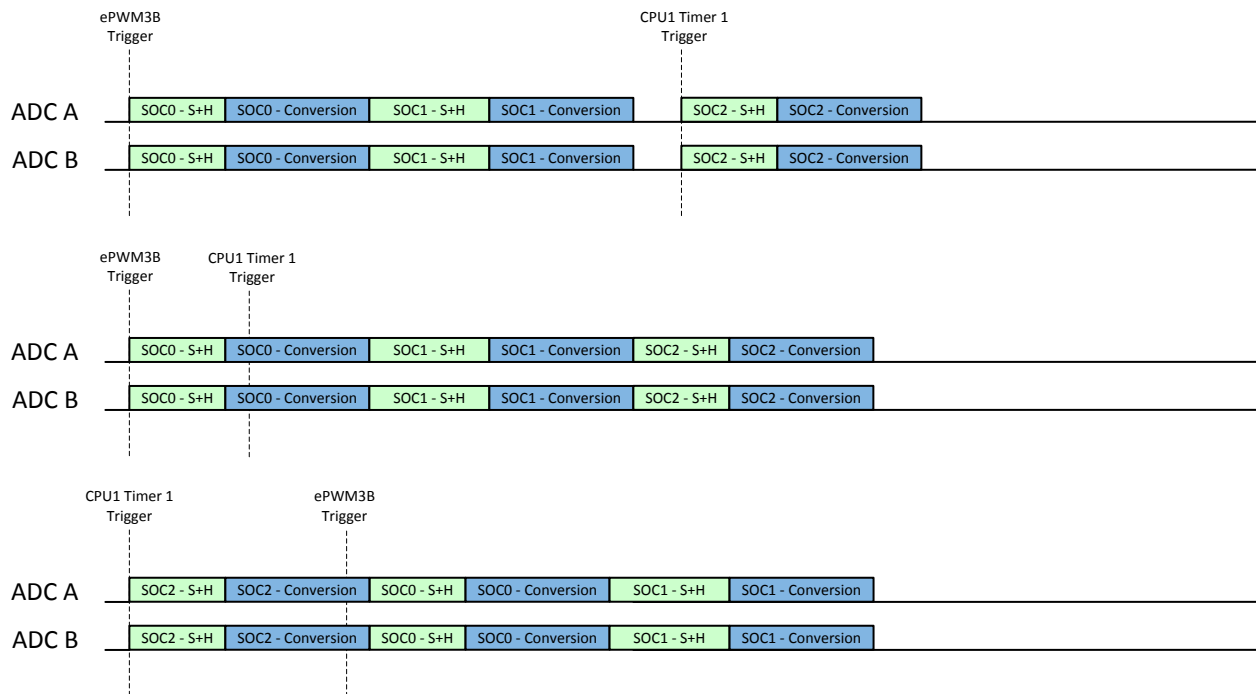 ePWM3B
Trigger
CPU1 Timer 1
Trigger
ADC A
SOC0 - S+H
SOC0 - Conversion
SOC1 - S+H
SOC1 - Conversion
SOC2 - S+H
SOC2 - Conversion
ADC B
SOC0 - S+H
SOC0 - Conversion
SOC1 - S+H
SOC1 - Conversion
SOC2 - S+H
SOC2 - Conversion
ePWM3B
Trigger
CPU1 Timer 1
Trigger
ADC A
SOC0 - S+H
SOC0 - Conversion
SOC1 - S+H
SOC1 - Conversion
SOC2 - S+H
SOC2 - Conversion
ADC B
SOC0 - S+H
SOC0 - Conversion
SOC1 - S+H
SOC1 - Conversion
SOC2 - S+H
SOC2 - Conversion
CPU1 Timer 1
Trigger
ePWM3B
Trigger
ADC A
SOC2 - S+H
SOC2 - Conversion
SOC0 - S+H
SOC0 - Conversion
SOC1 - S+H
SOC1 - Conversion
ADC B
SOC2 - S+H
SOC2 - Conversion
SOC0 - S+H
SOC0 - Conversion
SOC1 - S+H
SOC1 - Conversion